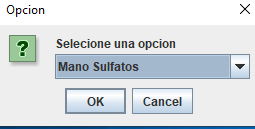 Opcion
Selecione una opcion
Mano Sulfatos
OK
Cancel